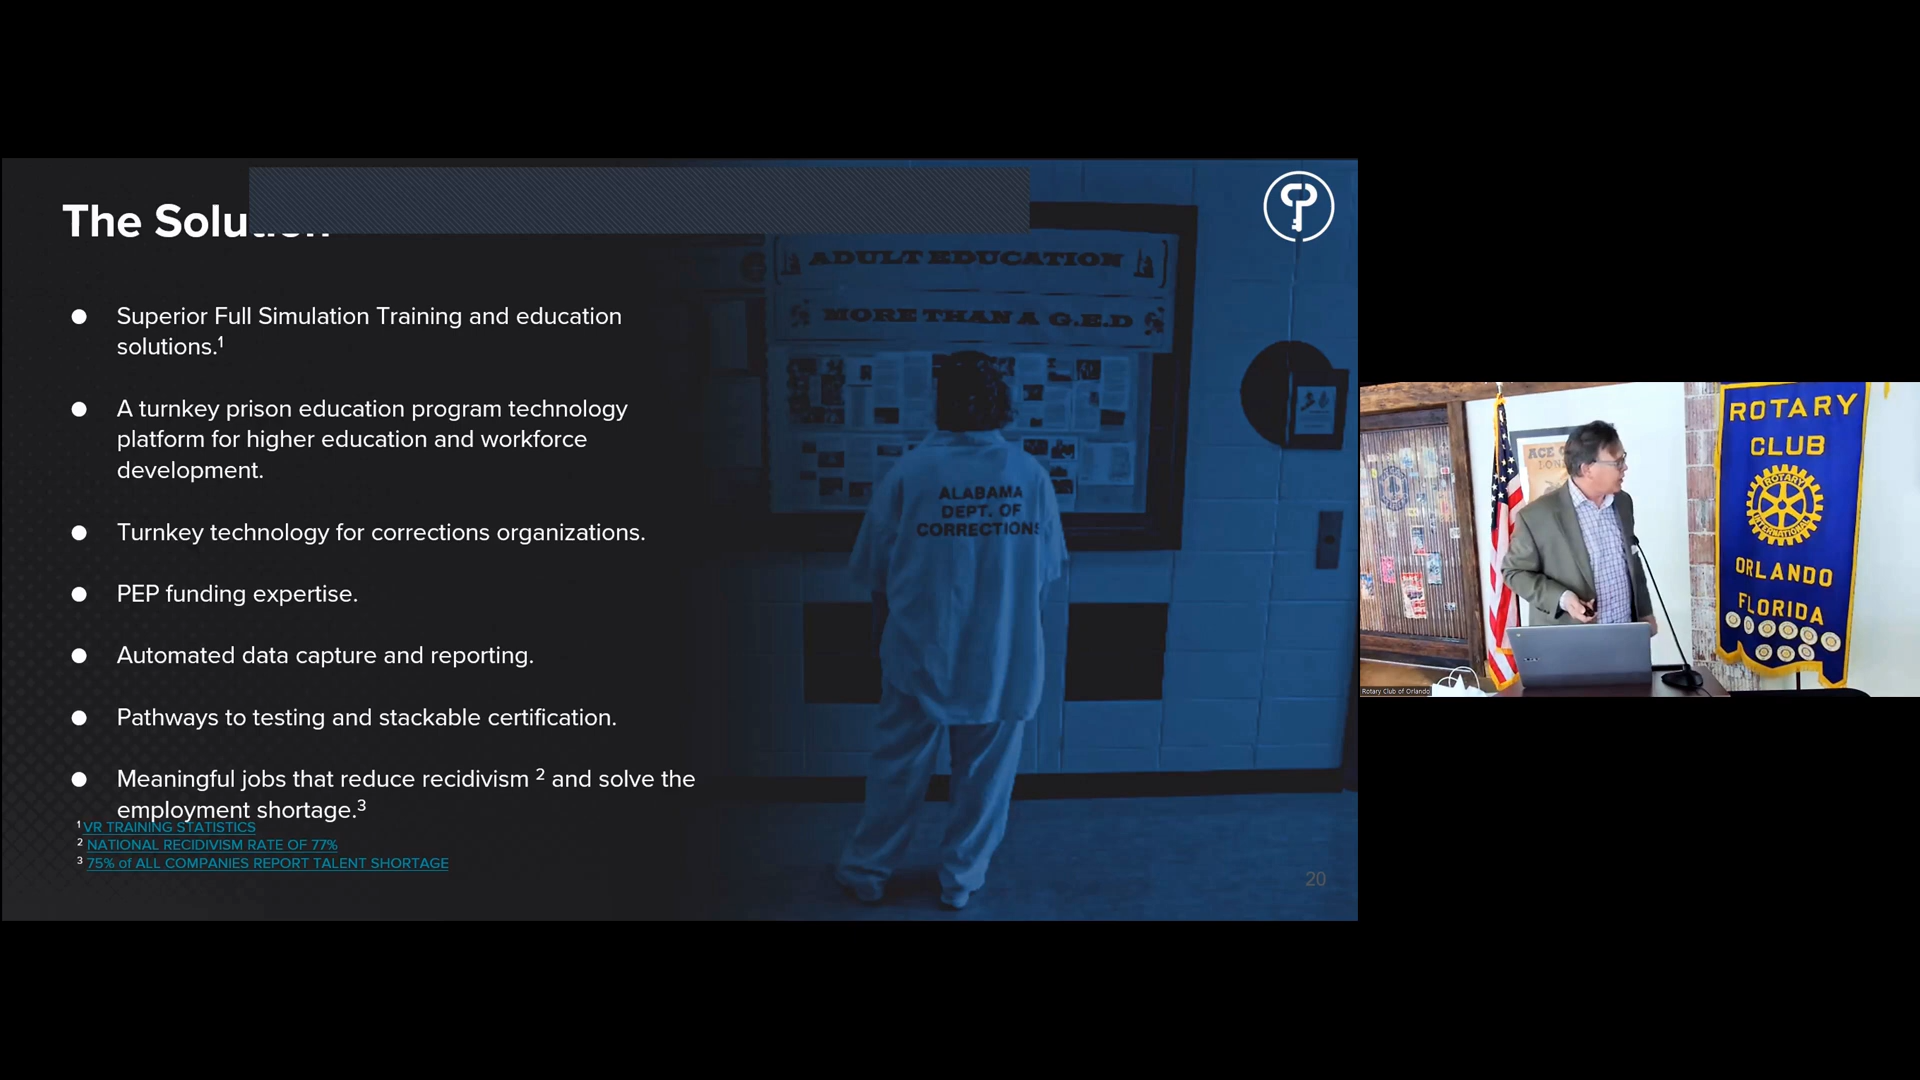 The Solution
● Superior Full Simulation Training and education
solutions.¹
● A turnkey prison education program technology
platform for higher education and workforce
development.
● Turnkey technology for corrections organizations.
● PEP funding expertise.
● Automated data capture and reporting.
● Pathways to testing and stackable certification.
● Meaningful jobs that reduce recidivism ² and solve the
employment shortage.³
¹ VR TRAINING STATISTICS
² NATIONAL RECIDIVISM RATE OF 77%
³ 75% of ALL COMPANIES REPORT TALENT SHORTAGE
ADULT EDUCATION
MORE THAN A G.E.D
ALABAMA
DEPT. OF
CORRECTIONS
20
ACE
ROTARY
CLUB
ROTARY
INTERNATIONAL
ORLANDO
FLORIDA
Rotary Club of Orlando